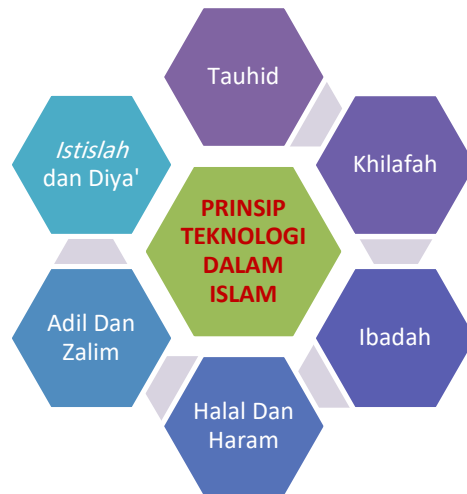 Tauhid
Khilafah
Ibadah
Halal Dan
Haram
Adil Dan
Zalim
Istislah
dan Diya'
PRINSIP
TEKNOLOGI
DALAM
ISLAM